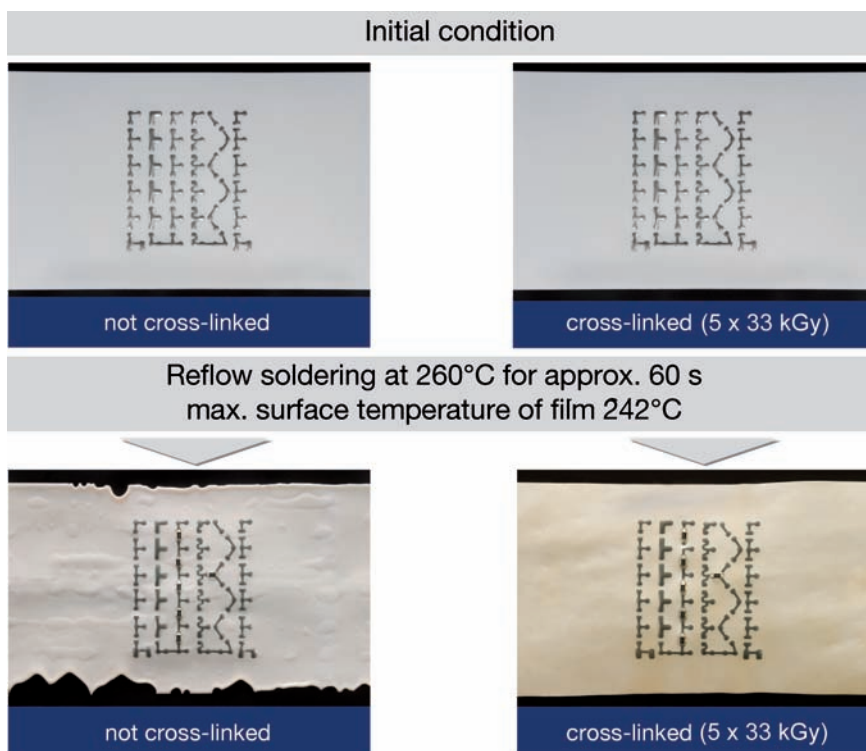 Initial condition
not cross-linked
cross-linked (5 x 33 kGy)
Reflow soldering at 260°C for approx. 60 s
max. surface temperature of film 242°C
not cross-linked
cross-linked (5 x 33 kGy)